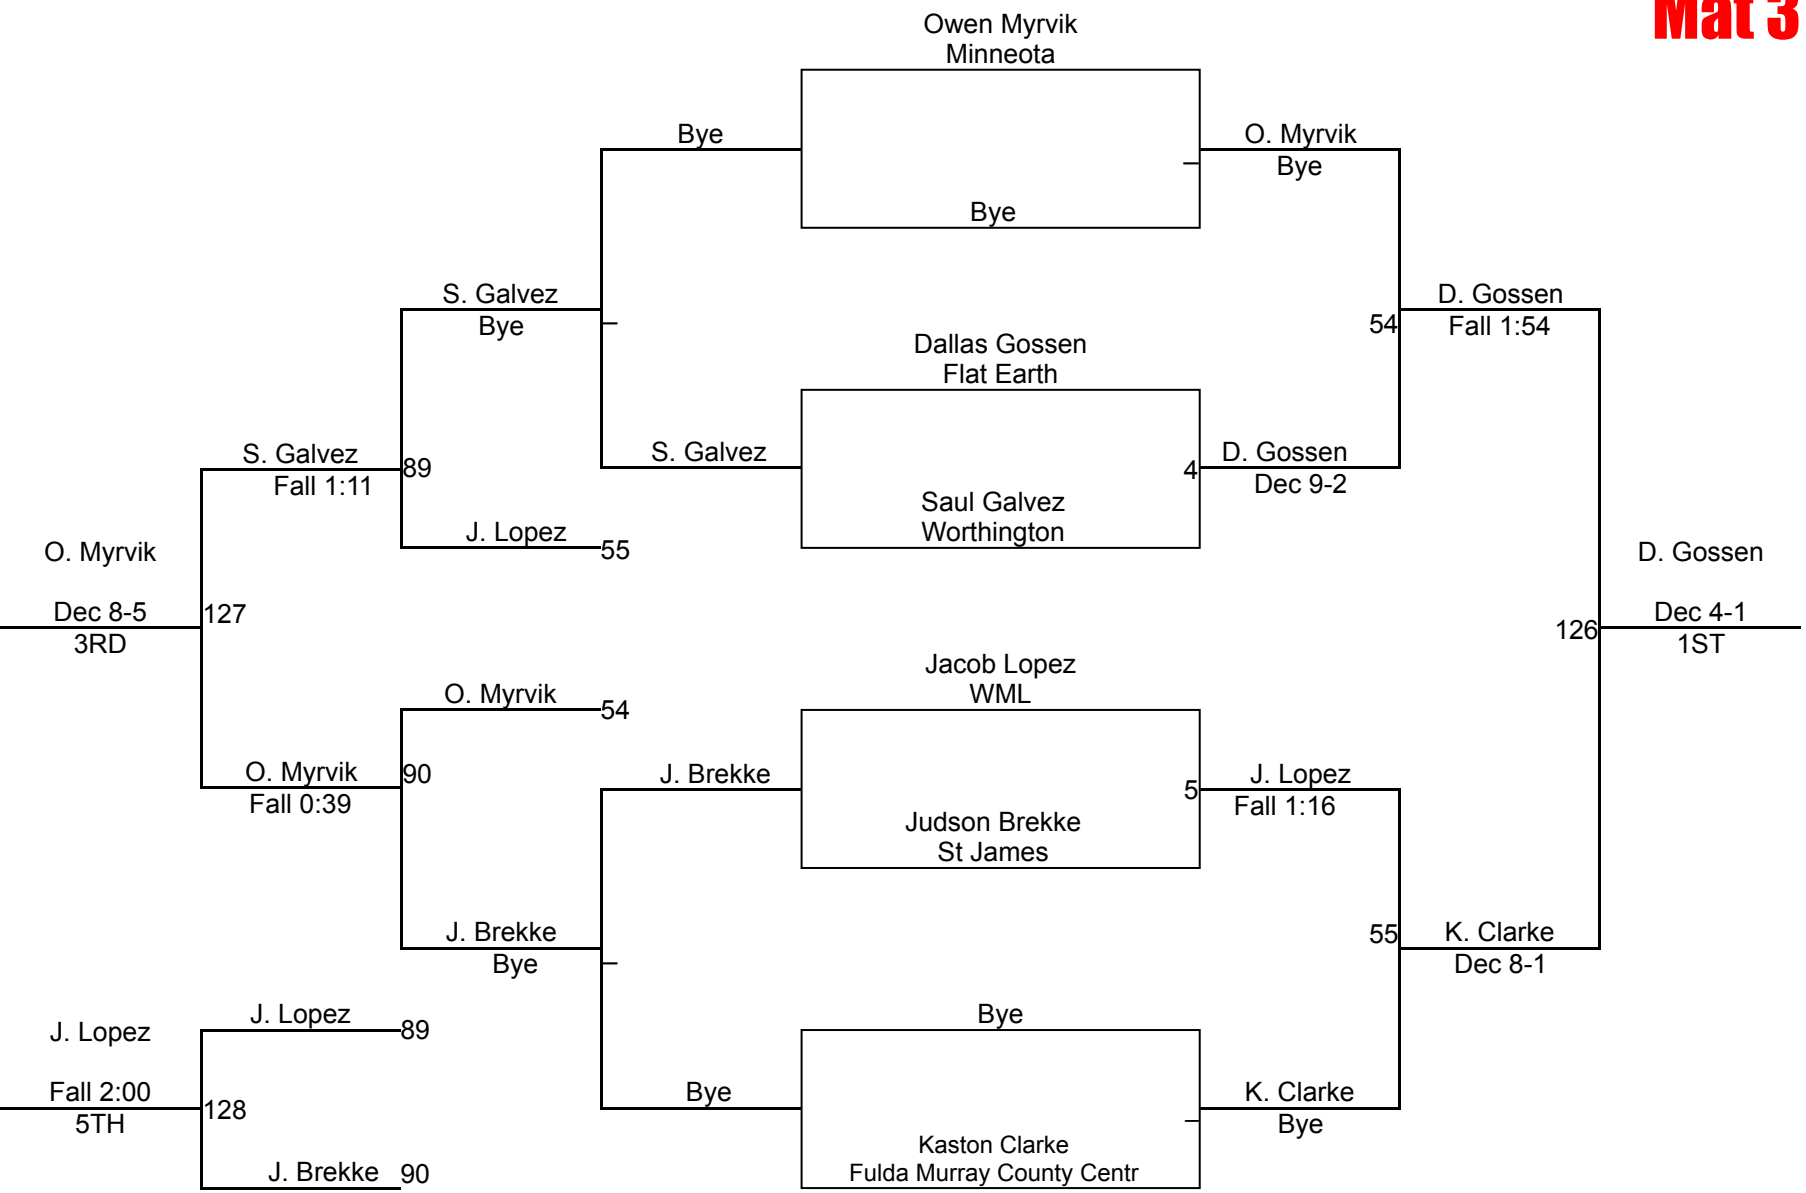 Mat 3
Owen Myrvik
Minneota
Bye
O. Myrvik
Bye
Bye
S. Galvez
Bye
D. Gossen
54
Fall 1:54
Dallas Gossen
Flat Earth
S. Galvez
89
Fall 1:11
S. Galvez
4
D. Gossen
Dec 9-2
Saul Galvez
Worthington
J. Lopez
55
O. Myrvik
D. Gossen
Dec 8-5
127
3RD
Dec 4-1
126
1ST
Jacob Lopez
WML
O. Myrvik
54
O. Myrvik
90
Fall 0:39
J. Brekke
5
J. Lopez
Fall 1:16
Judson Brekke
St James
J. Brekke
Bye
55
K. Clarke
Dec 8-1
J. Lopez
89
Bye
J. Lopez
Fall 2:00
128
5TH
Bye
K. Clarke
Bye
Kaston Clarke
Fulda Murray County Centr
J. Brekke
90